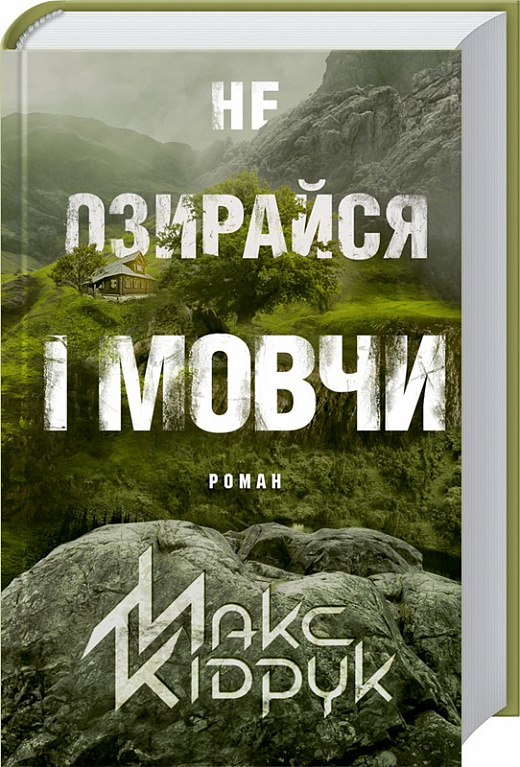 НЕ
ОЗИРАЙСЯ
І МОВЧИ
РОМАН
МАКС
КІДРУК